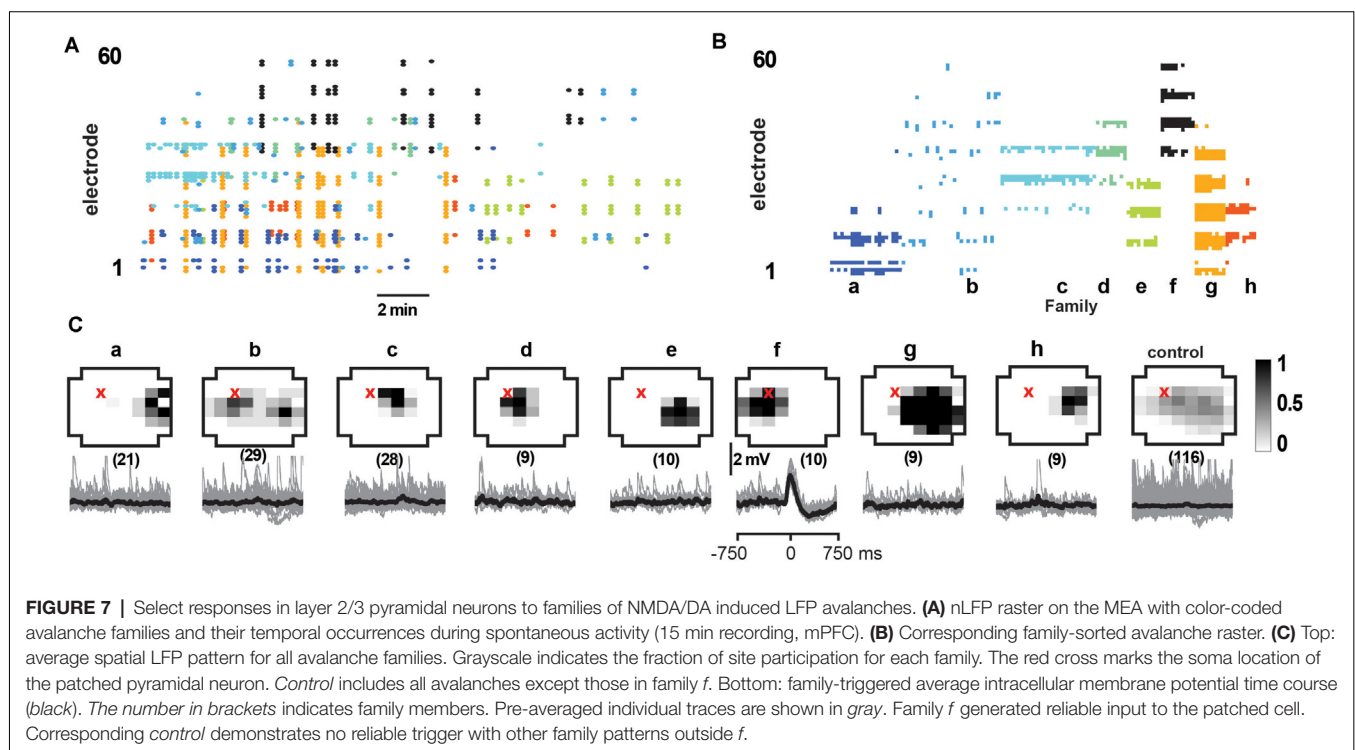 A
B
60
60
electrode
electrode
1
1
2 min
a b c d e f g h
Family
C
a b c d e f g h control
x x x x x x x x x
1
0.5
0
(21) (29) (28) (9) (10) 2 mV (10) (9) (9) (116)
-750 0 750 ms
FIGURE 7 | Select responses in layer 2/3 pyramidal neurons to families of NMDA/DA induced LFP avalanches. (A) nLFP raster on the MEA with color-coded
avalanche families and their temporal occurrences during spontaneous activity (15 min recording, mPFC). (B) Corresponding family-sorted avalanche raster. (C) Top:
average spatial LFP pattern for all avalanche families. Grayscale indicates the fraction of site participation for each family. The red cross marks the soma location of
the patched pyramidal neuron. Control includes all avalanches except those in family f. Bottom: family-triggered average intracellular membrane potential time course
(black). The number in brackets indicates family members. Pre-averaged individual traces are shown in gray. Family f generated reliable input to the patched cell.
Corresponding control demonstrates no reliable trigger with other family patterns outside f.